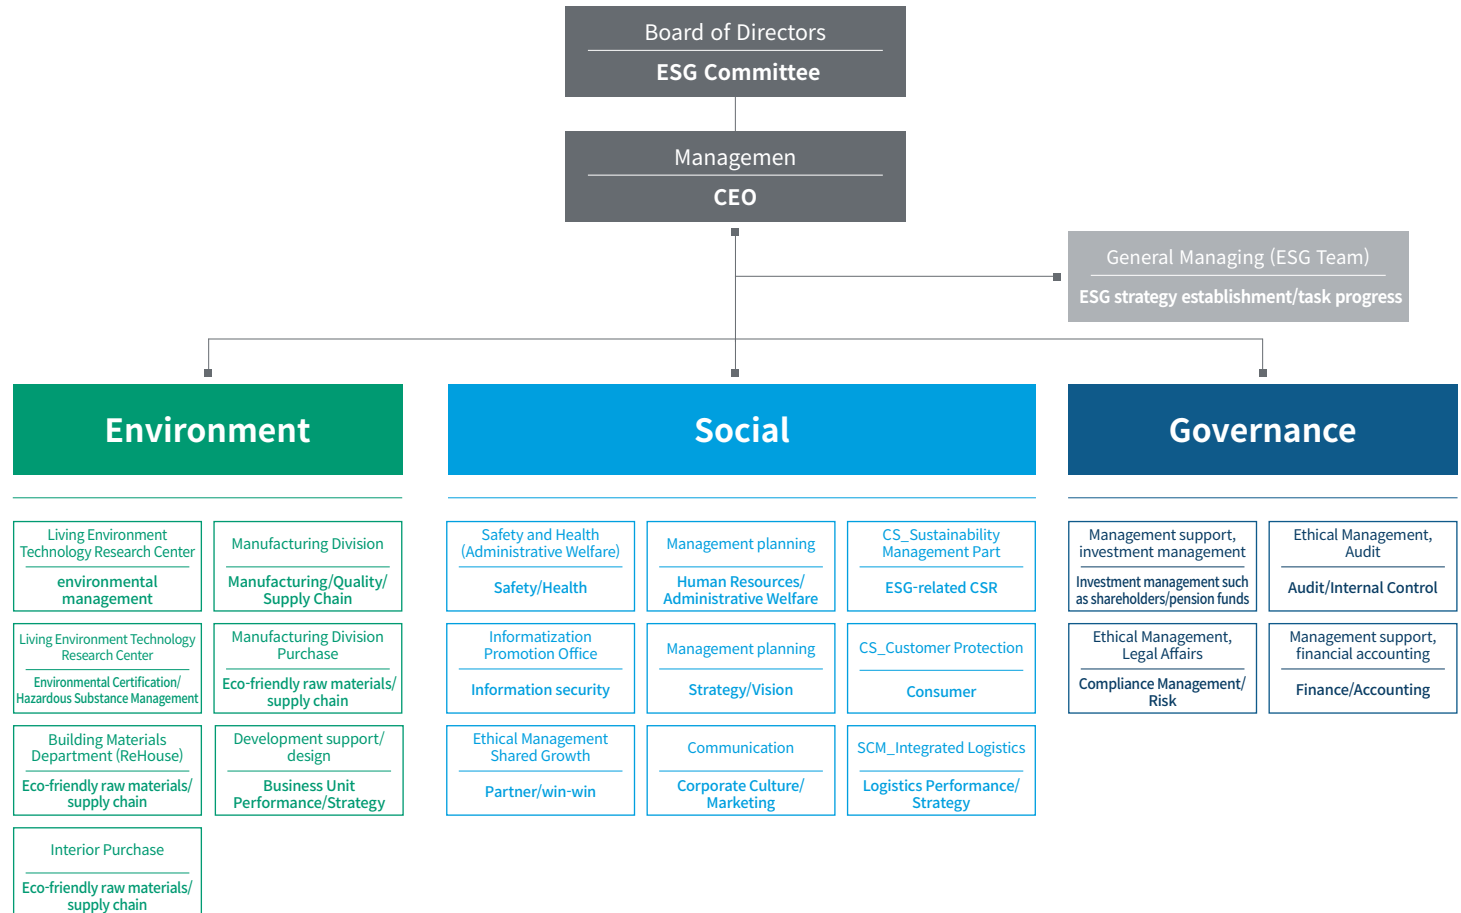 Board of Directors
ESG Committee
Managemen
CEO
General Managing (ESG Team)
ESG strategy establishment/task progress
Environment
Living Environment
Technology Research Center
environmental
management
Manufacturing Division
Manufacturing/Quality/
Supply Chain
Living Environment Technology
Research Center
Environmental Certification/
Hazardous Substance Management
Manufacturing Division
Purchase
Eco-friendly raw materials/
supply chain
Building Materials
Department (ReHouse)
Eco-friendly raw materials/
supply chain
Development support/
design
Business Unit
Performance/Strategy
Interior Purchase
Eco-friendly raw materials/
supply chain
Social
Safety and Health
(Administrative Welfare)
Safety/Health
Management planning
Human Resources/
Administrative Welfare
CS_Sustainability
Management Part
ESG-related CSR
Informatization
Promotion Office
Information security
Management planning
Strategy/Vision
CS_Customer Protection
Consumer
Ethical Management
Shared Growth
Partner/win-win
Communication
Corporate Culture/
Marketing
SCM_Integrated Logistics
Logistics Performance/
Strategy
Governance
Management support,
investment management
Investment management such
as shareholders/pension funds
Ethical Management,
Audit
Audit/Internal Control
Ethical Management,
Legal Affairs
Compliance Management/
Risk
Management support,
financial accounting
Finance/Accounting